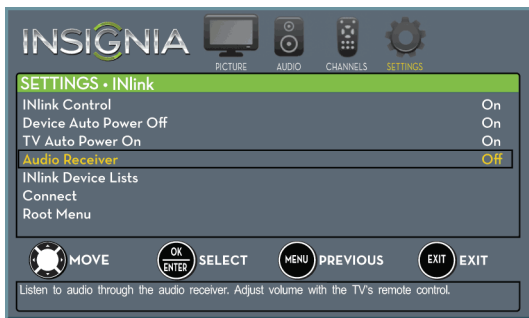 INSIGNIA
PICTURE AUDIO CHANNELS SETTINGS
SETTINGS • INlink
INlink Control On
Device Auto Power Off On
TV Auto Power On On
Audio Receiver Off
INlink Device Lists
Connect
Root Menu
MOVE OK ENTER SELECT MENU PREVIOUS EXIT EXIT
Listen to audio through the audio receiver. Adjust volume with the TV's remote control.